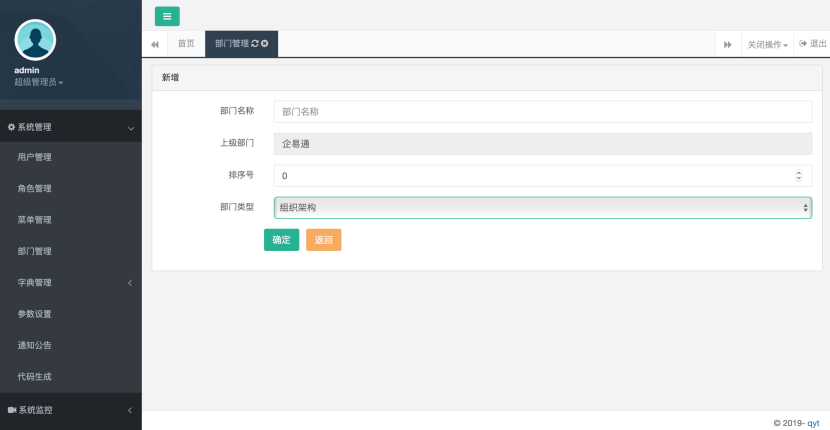 admin
超级管理员
系统管理
用户管理
角色管理
菜单管理
部门管理
字典管理
参数设置
通知公告
代码生成
系统监控
首页
部门管理
关闭操作
退出
新增
部门名称 部门名称
上级部门 企易通
排序号 0
部门类型 组织架构
确定 返回
© 2019- qyt